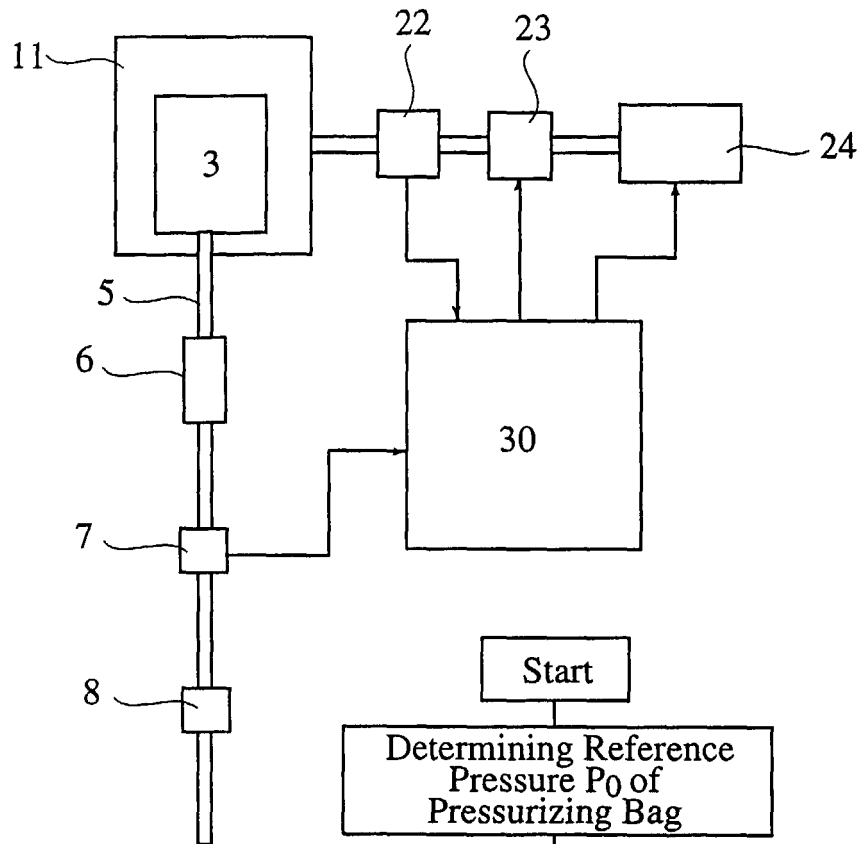 11
22
23
3
24
5
6
30
7
8
Start
Determining Reference
Pressure P0 of
Pressurizing Bag